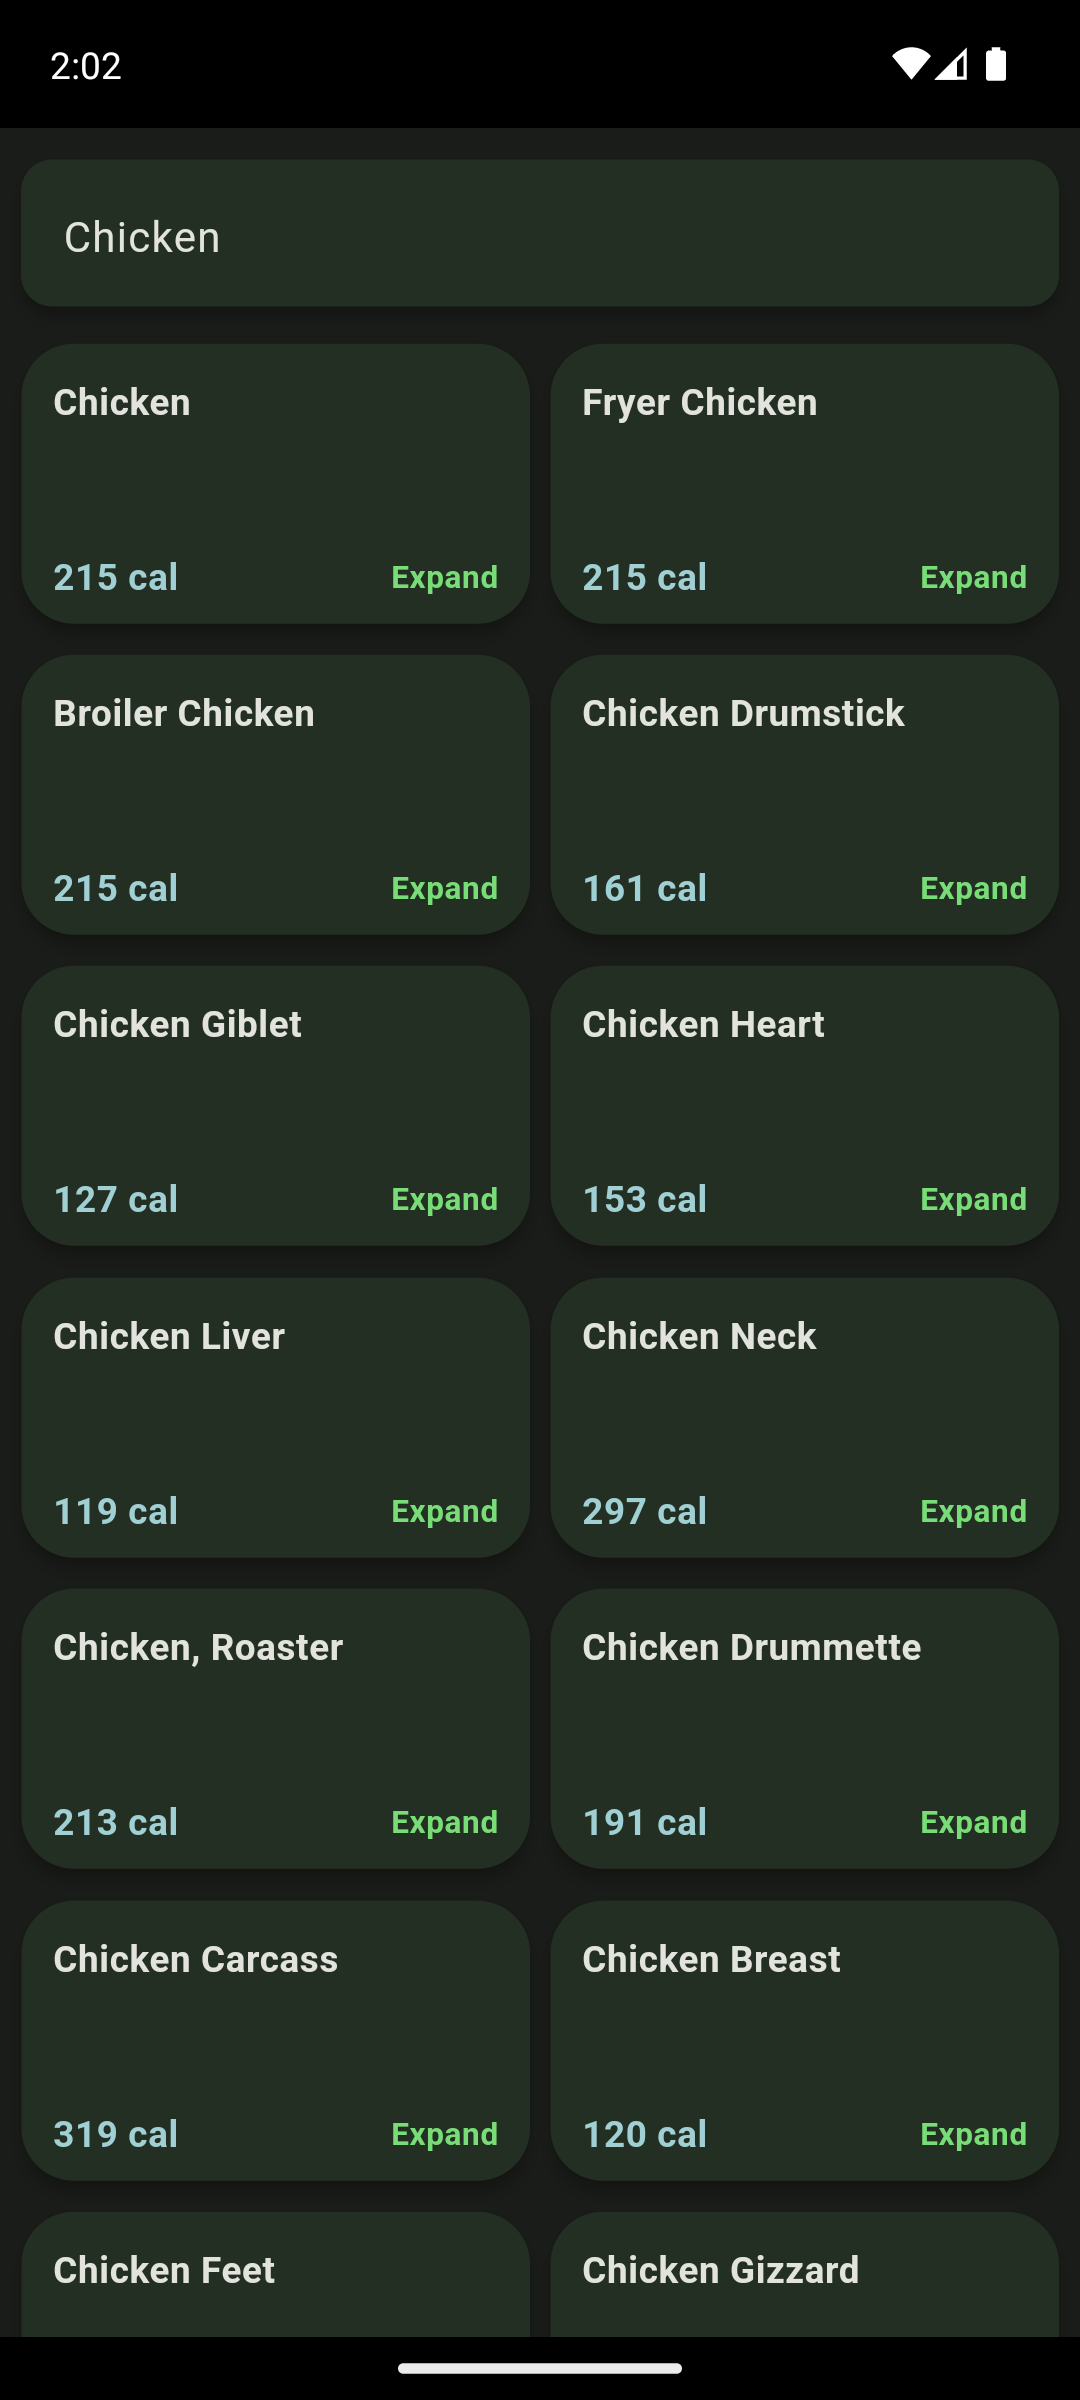 2:02
Chicken
Chicken
Fryer Chicken
215 cal
Expand
215 cal
Expand
Broiler Chicken
Chicken Drumstick
215 cal
Expand
161 cal
Expand
Chicken Giblet
Chicken Heart
127 cal
Expand
153 cal
Expand
Chicken Liver
Chicken Neck
119 cal
Expand
297 cal
Expand
Chicken, Roaster
Chicken Drummette
213 cal
Expand
191 cal
Expand
Chicken Carcass
Chicken Breast
319 cal
Expand
120 cal
Expand
Chicken Feet
Chicken Gizzard